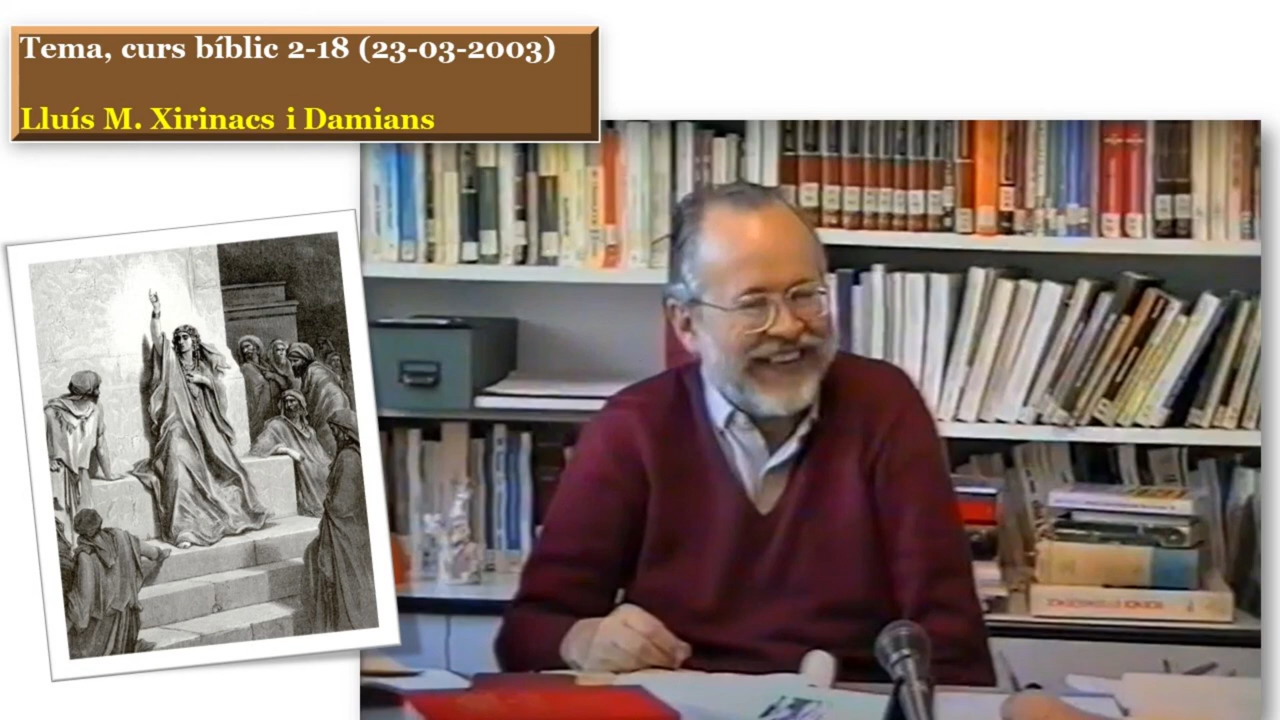 Tema, curs bíblic 2-18 (23-03-2003)
Lluís M. Xirinacs i Damians